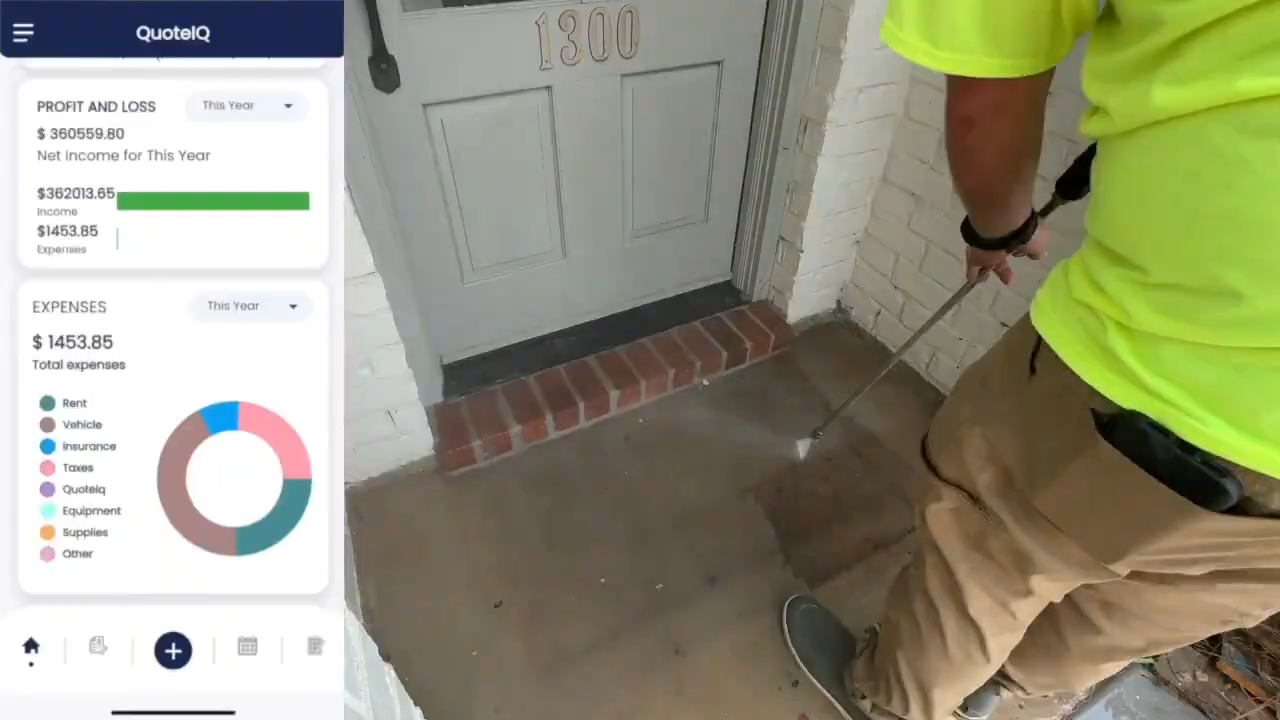 QuoteIQ
PROFIT AND LOSS
This Year
$ 360559.80
Net Income for This Year
$362013.65
Income
$1453.85
Expenses
EXPENSES
This Year
$ 1453.85
Total expenses
Rent
Vehicle
Insurance
Taxes
QuoteIq
Equipment
Supplies
Other
1300